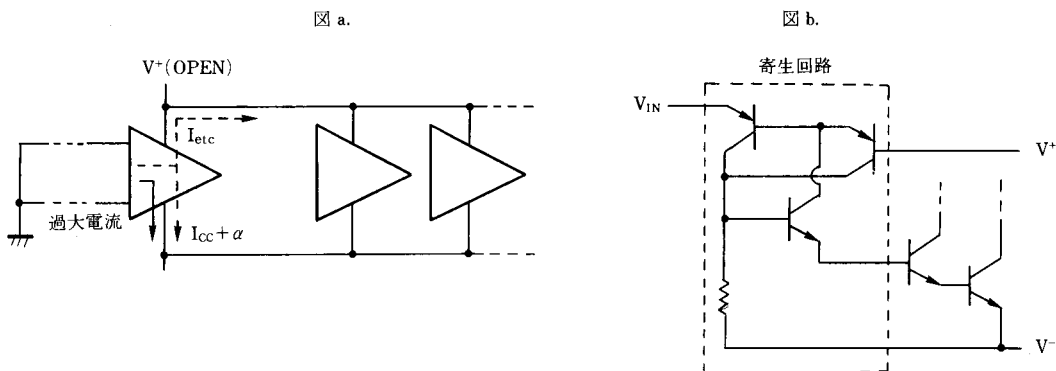 図 a.
V⁺(OPEN)
I_etc
過大電流
I_CC + α
図 b.
寄生回路
V_IN
V⁺
V⁻